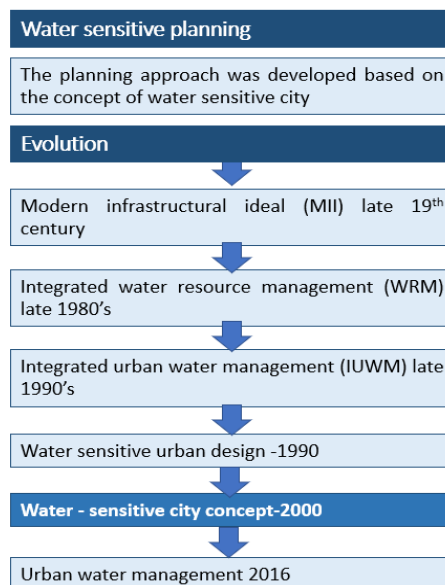 Water sensitive planning
The planning approach was developed based on
the concept of water sensitive city
Evolution
Modern infrastructural ideal (MII) late 19th
century
Integrated water resource management (WRM)
late 1980's
Integrated urban water management (IUWM) late
1990's
Water sensitive urban design -1990
Water - sensitive city concept-2000
Urban water management 2016